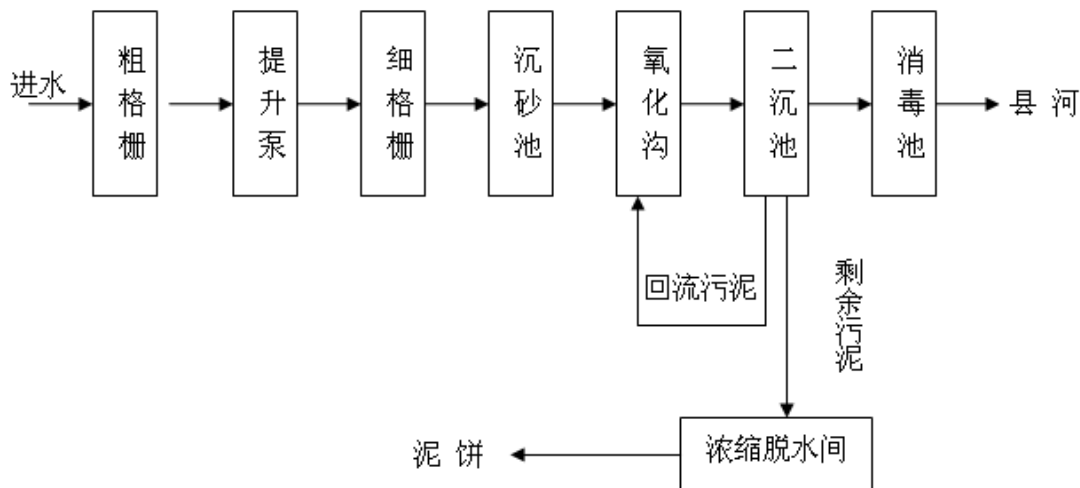 进水
粗格栅
提升泵
细格栅
沉砂池
氧化沟
二沉池
消毒池
县河
回流污泥
剩余污泥
浓缩脱水间
泥饼